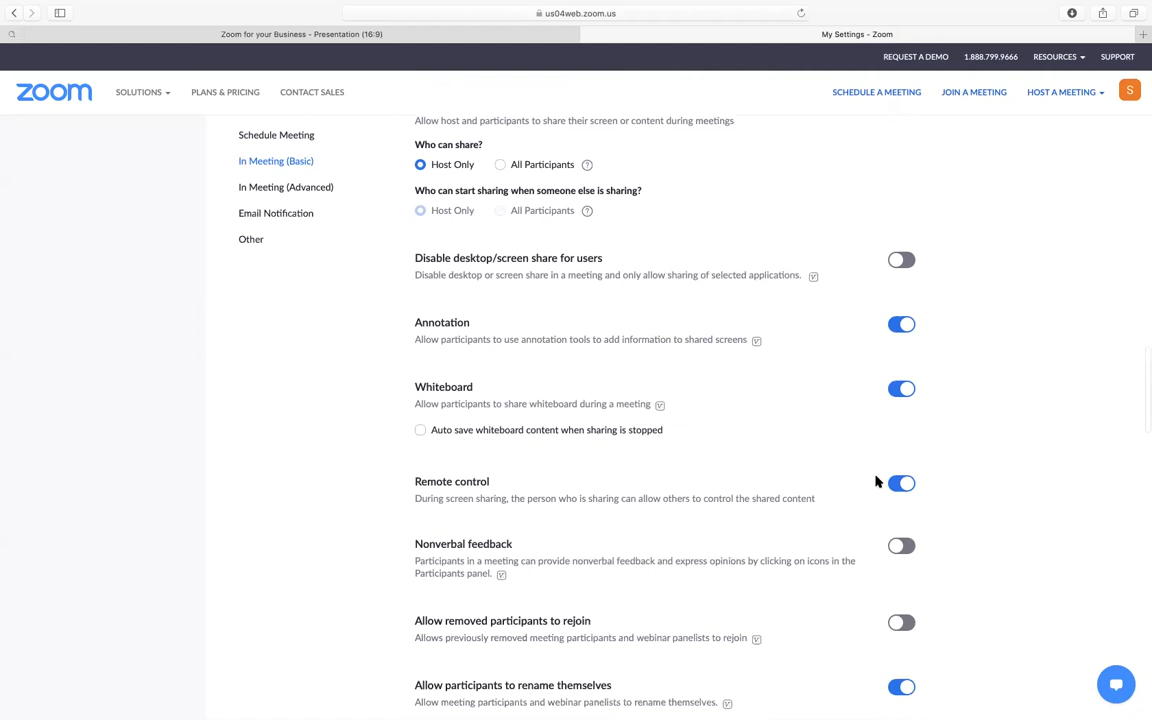 us04web.zoom.us
Zoom for your Business - Presentation (16:9)
My Settings - Zoom
REQUEST A DEMO
1.888.799.9666
RESOURCES
SUPPORT
zoom
SOLUTIONS
PLANS & PRICING
CONTACT SALES
SCHEDULE A MEETING
JOIN A MEETING
HOST A MEETING
S
Schedule Meeting
In Meeting (Basic)
In Meeting (Advanced)
Email Notification
Other
Allow host and participants to share their screen or content during meetings
Who can share?
Host Only
All Participants
?
Who can start sharing when someone else is sharing?
Host Only
All Participants
?
Disable desktop/screen share for users
Disable desktop or screen share in a meeting and only allow sharing of selected applications.
Annotation
Allow participants to use annotation tools to add information to shared screens
Whiteboard
Allow participants to share whiteboard during a meeting
Auto save whiteboard content when sharing is stopped
Remote control
During screen sharing, the person who is sharing can allow others to control the shared content
Nonverbal feedback
Participants in a meeting can provide nonverbal feedback and express opinions by clicking on icons in the
Participants panel.
Allow removed participants to rejoin
Allows previously removed meeting participants and webinar panelists to rejoin
Allow participants to rename themselves
Allow meeting participants and webinar panelists to rename themselves.